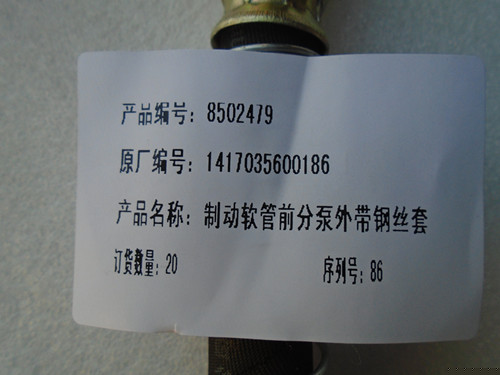 产品编号：8502479
原厂编号：1417035600186
产品名称：制动软管前分泵外带钢丝套
订货数量：20 序列号：86